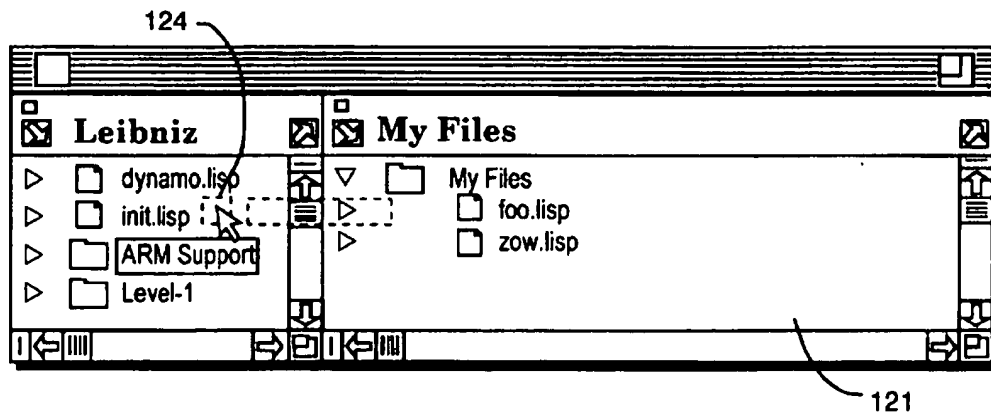 124
Leibniz
My Files
dynamo.lisp
init.lisp
ARM Support
Level-1
My Files
foo.lisp
zow.lisp
121